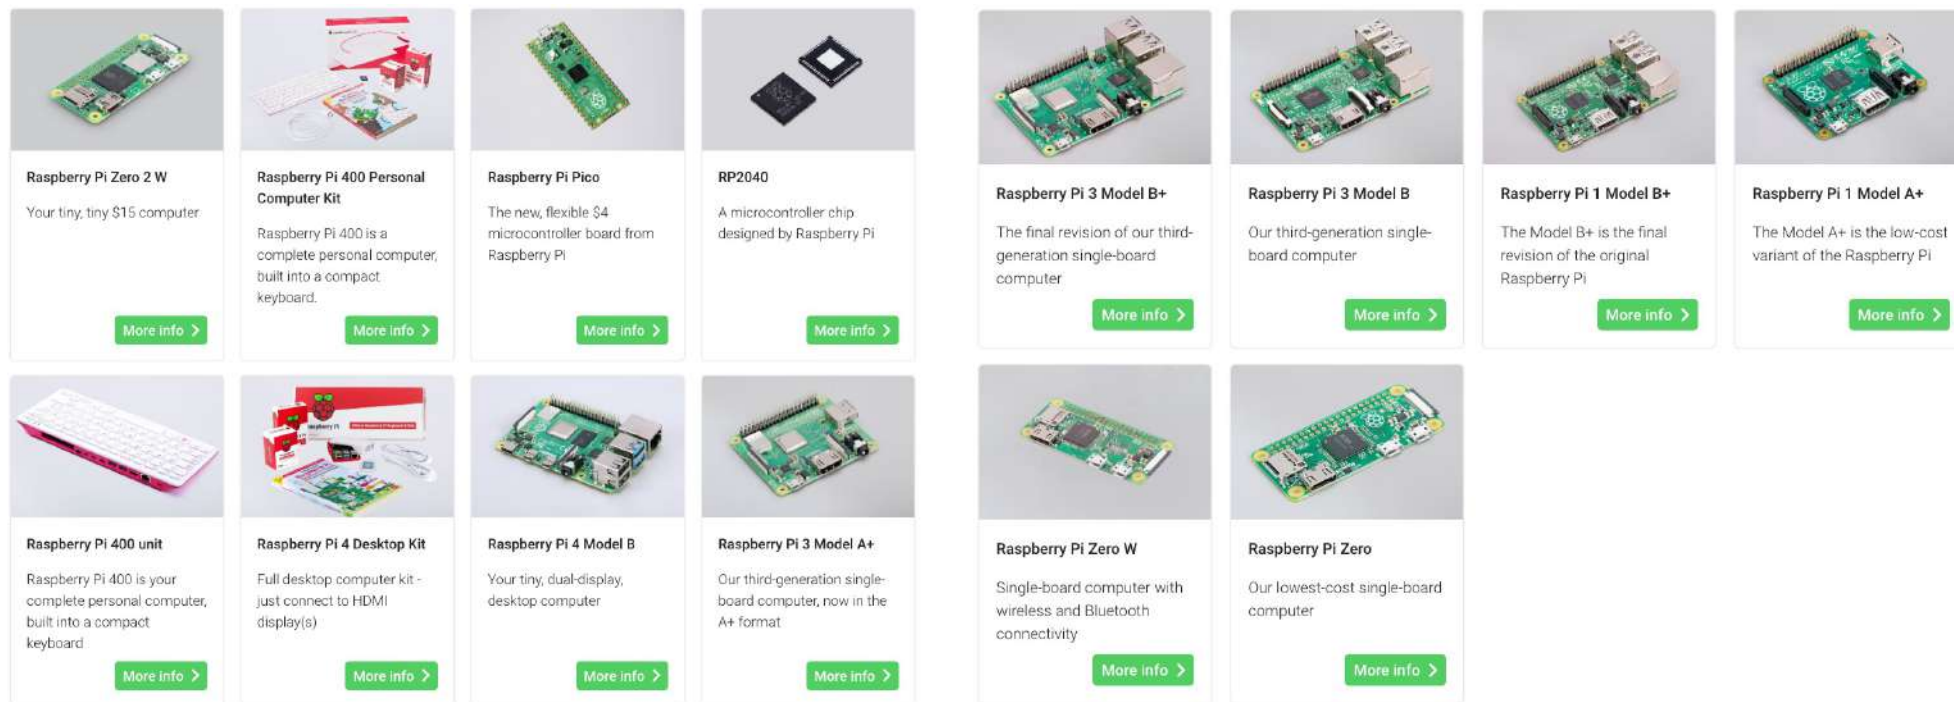 Raspberry Pi Zero 2 W
Your tiny, tiny $15 computer
More info
Raspberry Pi 400 Personal
Computer Kit
Raspberry Pi 400 is a
complete personal computer,
built into a compact
keyboard.
More info
Raspberry Pi Pico
The new, flexible $4
microcontroller board from
Raspberry Pi
More info
RP2040
A microcontroller chip
designed by Raspberry Pi
More info
Raspberry Pi 400 unit
Raspberry Pi 400 is your
complete personal computer,
built into a compact
keyboard
More info
Raspberry Pi 4 Desktop Kit
Full desktop computer kit -
just connect to HDMI
display(s)
More info
Raspberry Pi 4 Model B
Your tiny, dual-display,
desktop computer
More info
Raspberry Pi 3 Model A+
Our third-generation single-
board computer, now in the
A+ format
More info
Raspberry Pi 3 Model B+
The final revision of our third-
generation single-board
computer
More info
Raspberry Pi 3 Model B
Our third-generation single-
board computer
More info
Raspberry Pi 1 Model B+
The Model B+ is the final
revision of the original
Raspberry Pi
More info
Raspberry Pi 1 Model A+
The Model A+ is the low-cost
variant of the Raspberry Pi
More info
Raspberry Pi Zero W
Single-board computer with
wireless and Bluetooth
connectivity
More info
Raspberry Pi Zero
Our lowest-cost single-board
computer
More info